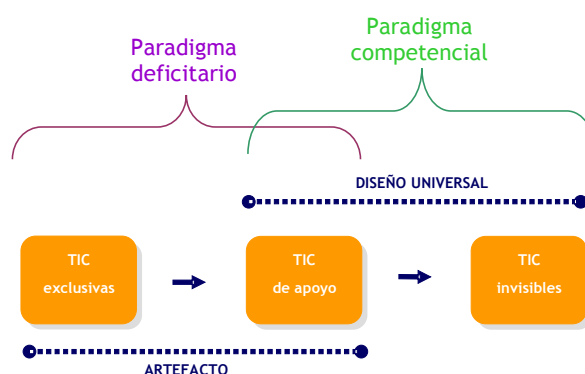 Paradigma
deficitario
Paradigma
competencial
DISEÑO UNIVERSAL
TIC
exclusivas
TIC
de apoyo
TIC
invisibles
ARTEFACTO